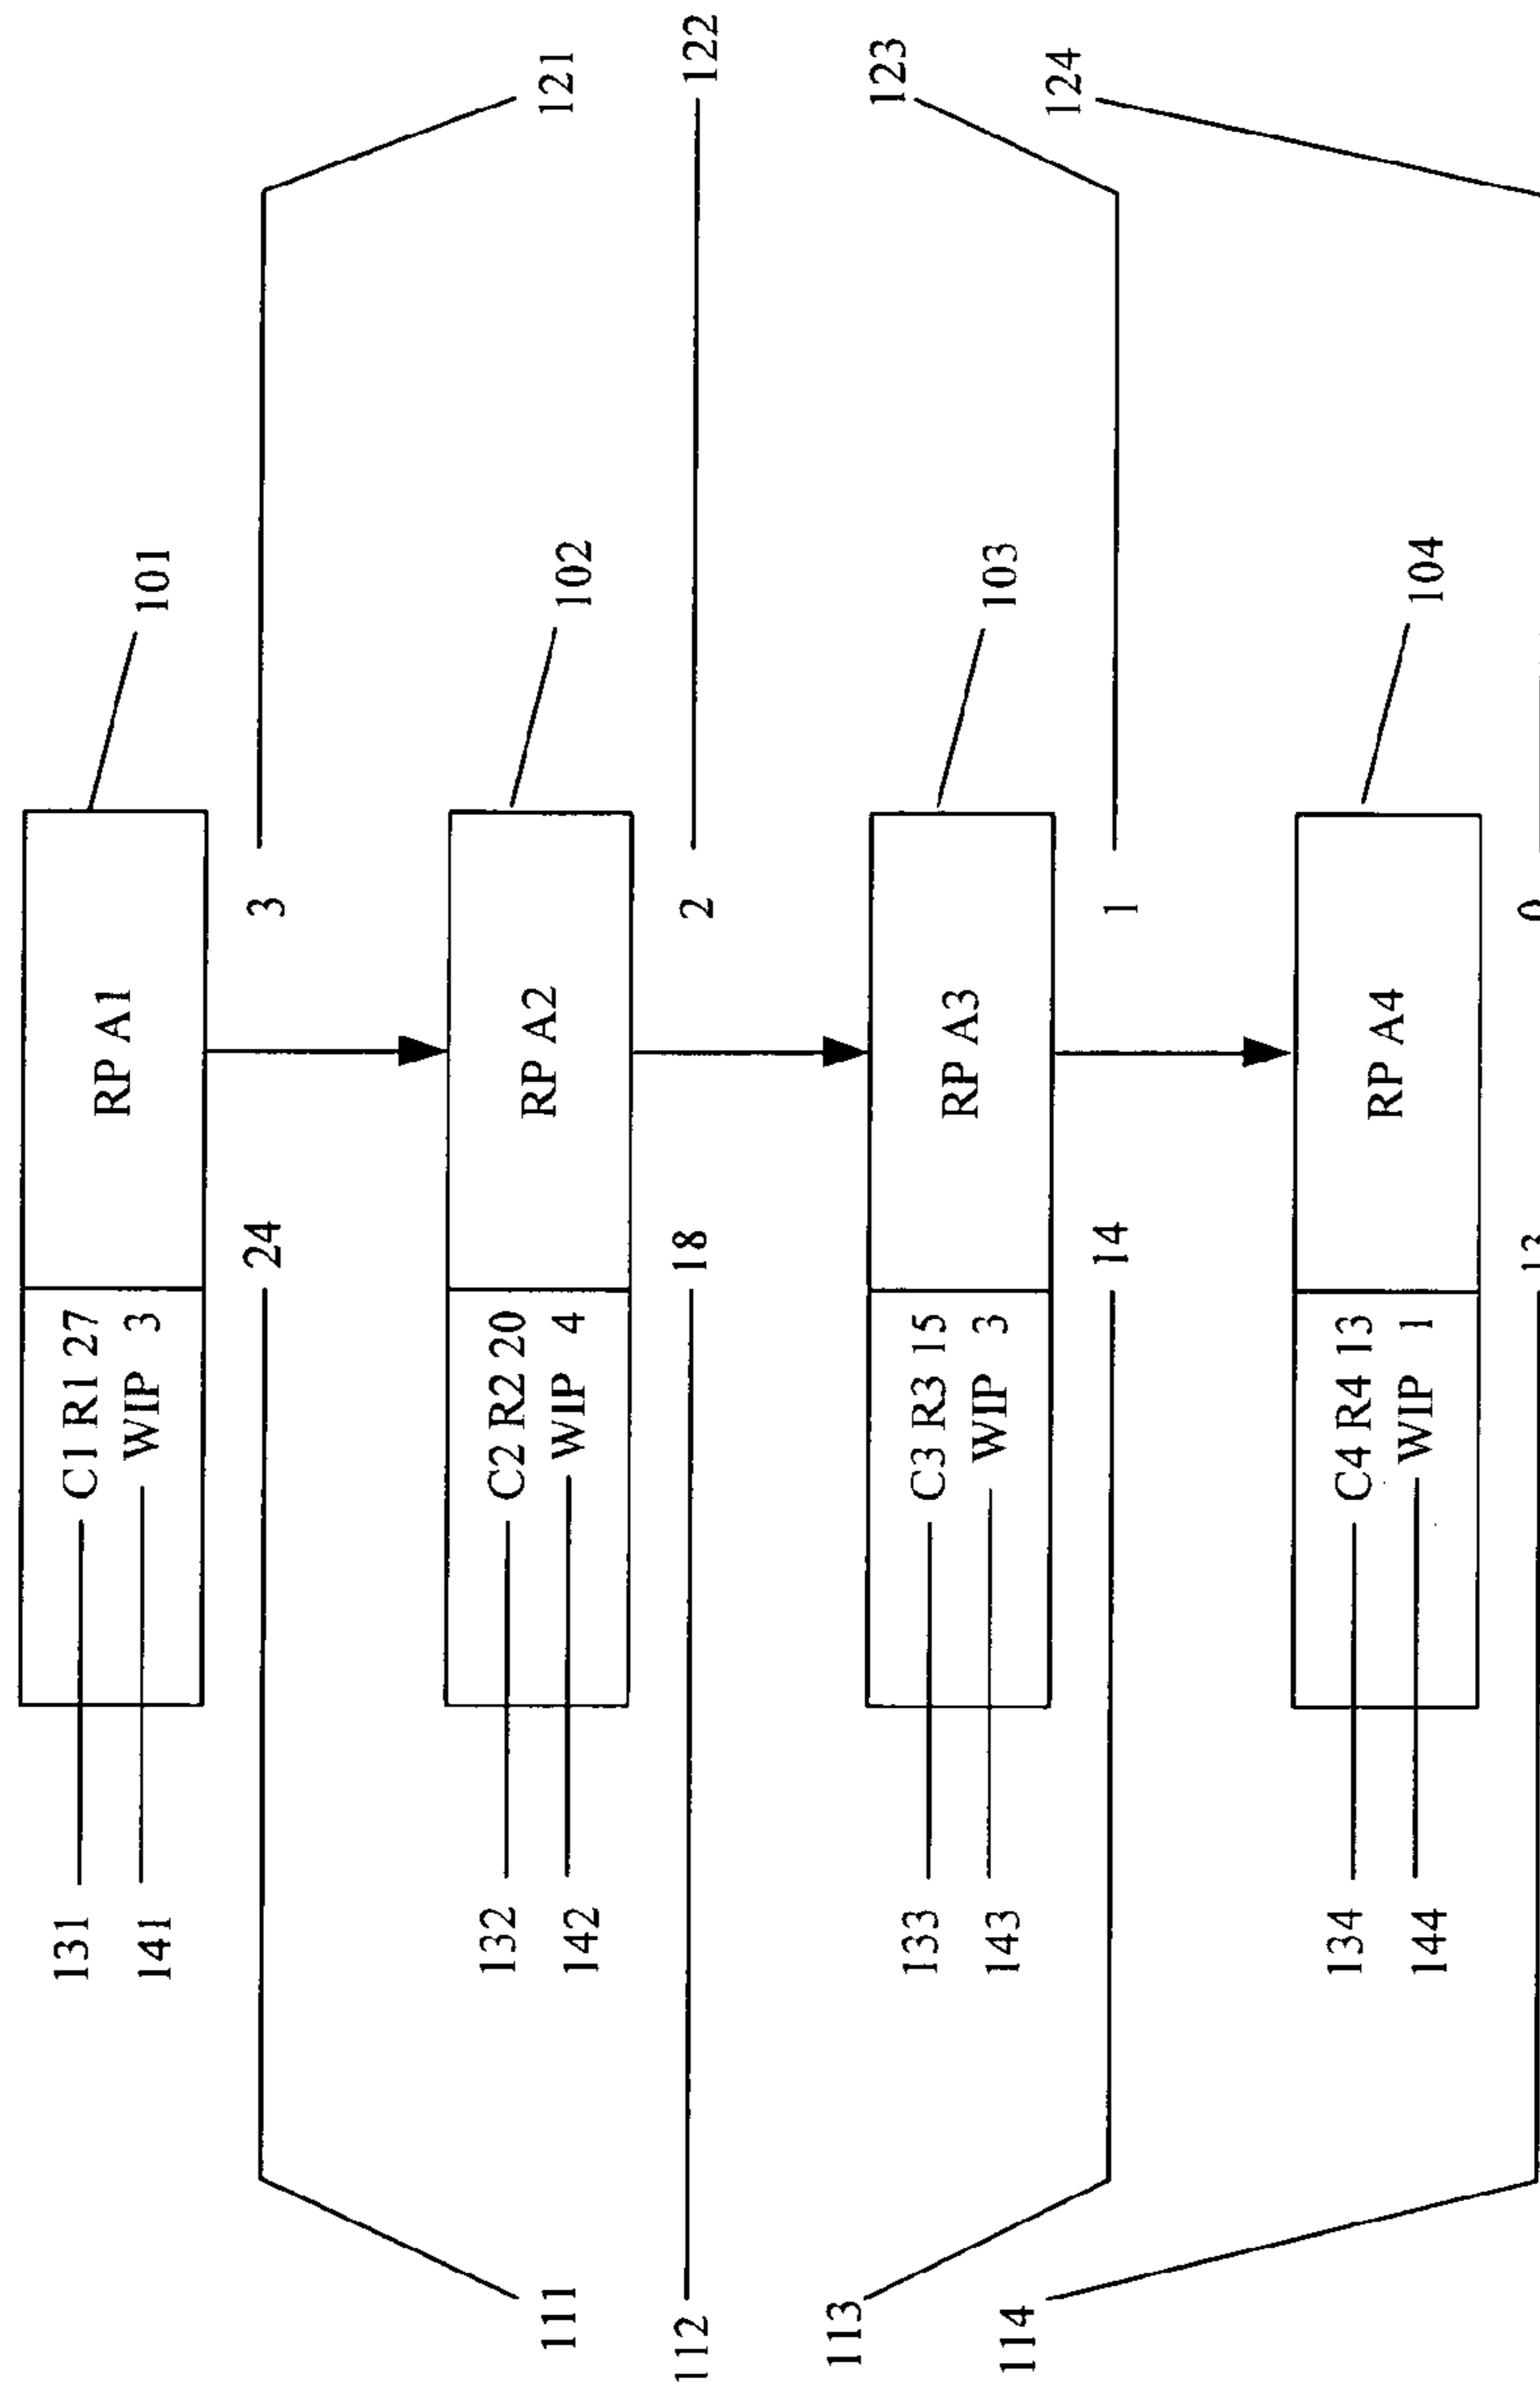 131 C1 R1 27
RP A1
141 WIP 3
101
24 3
132 C2 R2 20
RP A2
142 WIP 4
102
111 121
112 18 2 122
113 123
133 C3 R3 15
RP A3
143 WIP 3
103
114 124
14 1
134 C4 R4 13
RP A4
144 WIP 1
104
13 0